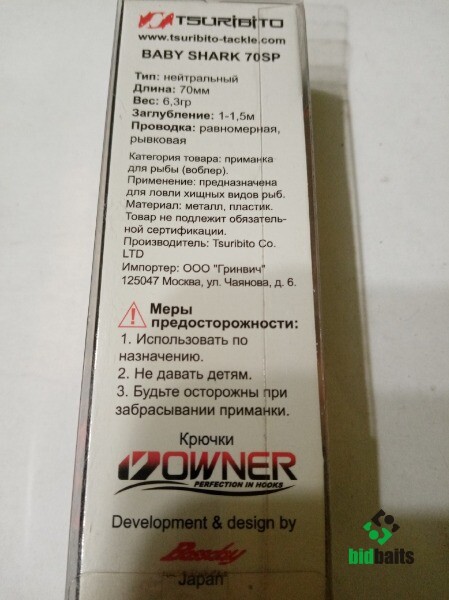 TSURIBITO
www.tsuribito-tackle.com
BABY SHARK 70SP
Тип: нейтральный
Длина: 70мм
Вес: 6,3гр
Заглубление: 1-1,5м
Проводка: равномерная,
рывковая
Категория товара: приманка
для рыбы (воблер).
Применение: предназначена
для ловли хищных видов рыб.
Материал: металл, пластик.
Товар не подлежит обязатель-
ной сертификации.
Производитель: Tsuribito Co.
LTD
Импортер: ООО "Гринвич"
125047 Москва, ул. Чаянова, д. 6.
Меры
предосторожности:
1. Использовать по
назначению.
2. Не давать детям.
3. Будьте осторожны при
забрасывании приманки.
Крючки
OWNER
PERFECTION IN HOOKS
Development & design by
Japan
bidbaits